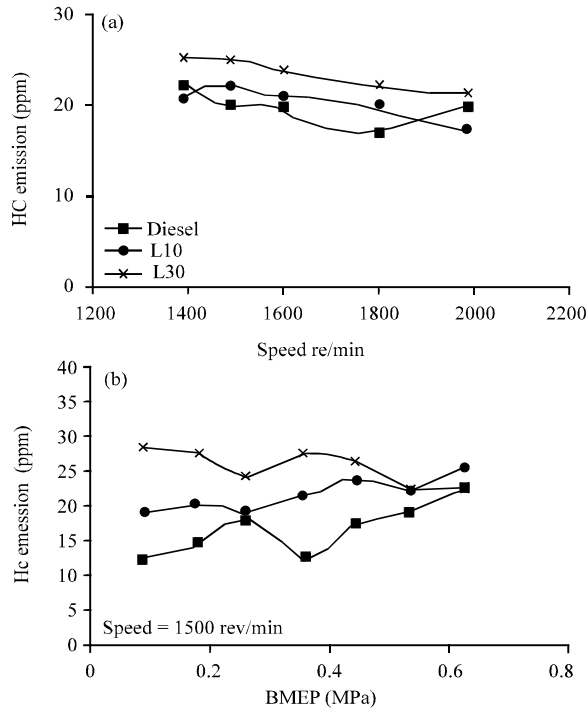 (a)
30
20
10
0
HC emission (ppm)
Diesel
L10
L30
1200 1400 1600 1800 2000 2200
Speed re/min
(b)
40
35
30
25
20
15
10
5
0
Hc emession (ppm)
Speed = 1500 rev/min
0 0.2 0.4 0.6 0.8
BMEP (MPa)